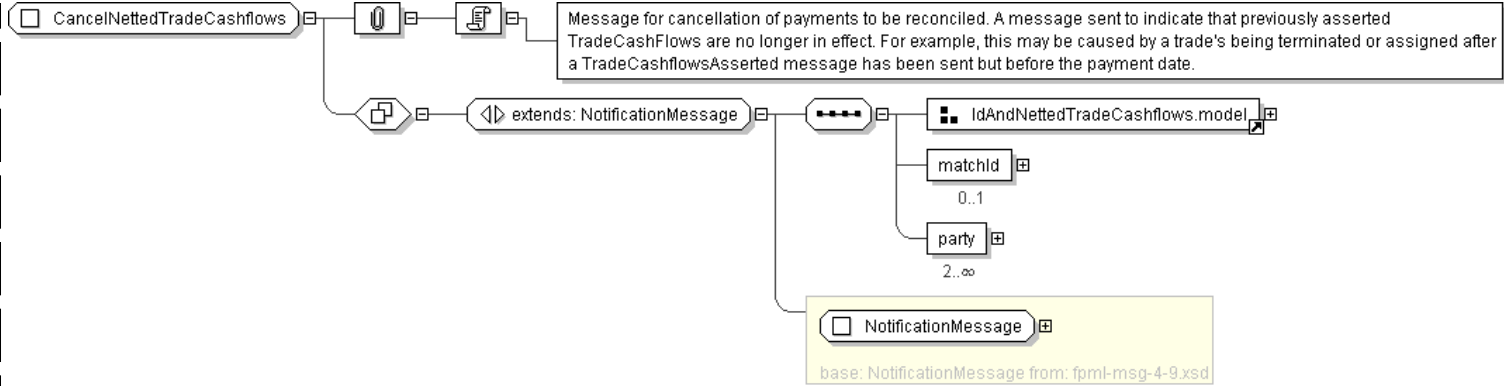 CancelNettedTradeCashflows
Message for cancellation of payments to be reconciled. A message sent to indicate that previously asserted
TradeCashFlows are no longer in effect. For example, this may be caused by a trade's being terminated or assigned after
a TradeCashflowsAsserted message has been sent but before the payment date.
extends: NotificationMessage
IdAndNettedTradeCashflows.model
matchId
0..1
party
2..∞
NotificationMessage
base: NotificationMessage from: fpml-msg-4-9.xsd